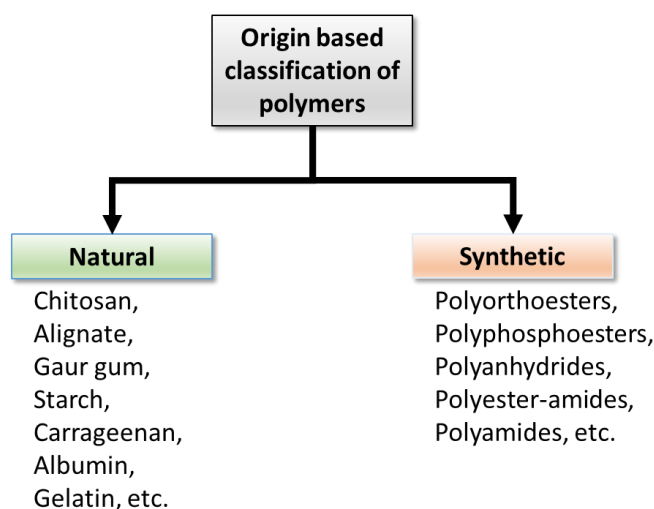 Origin based
classification of
polymers
Natural
Chitosan,
Alignate,
Gaur gum,
Starch,
Carrageenan,
Albumin,
Gelatin, etc.
Synthetic
Polyorthoesters,
Polyphosphoesters,
Polyanhydrides,
Polyester-amides,
Polyamides, etc.